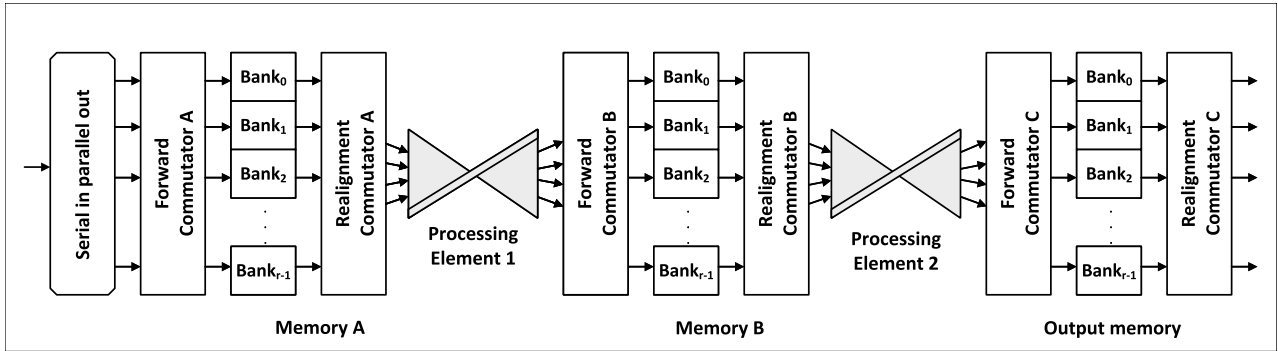 Serial in parallel out
Forward
Commutator A
Bank0
Bank1
Bank2
Bankr-1
Realignment
Commutator A
Memory A
Processing
Element 1
Forward
Commutator B
Bank0
Bank1
Bank2
Bankr-1
Realignment
Commutator B
Memory B
Processing
Element 2
Forward
Commutator C
Bank0
Bank1
Bank2
Bankr-1
Realignment
Commutator C
Output memory